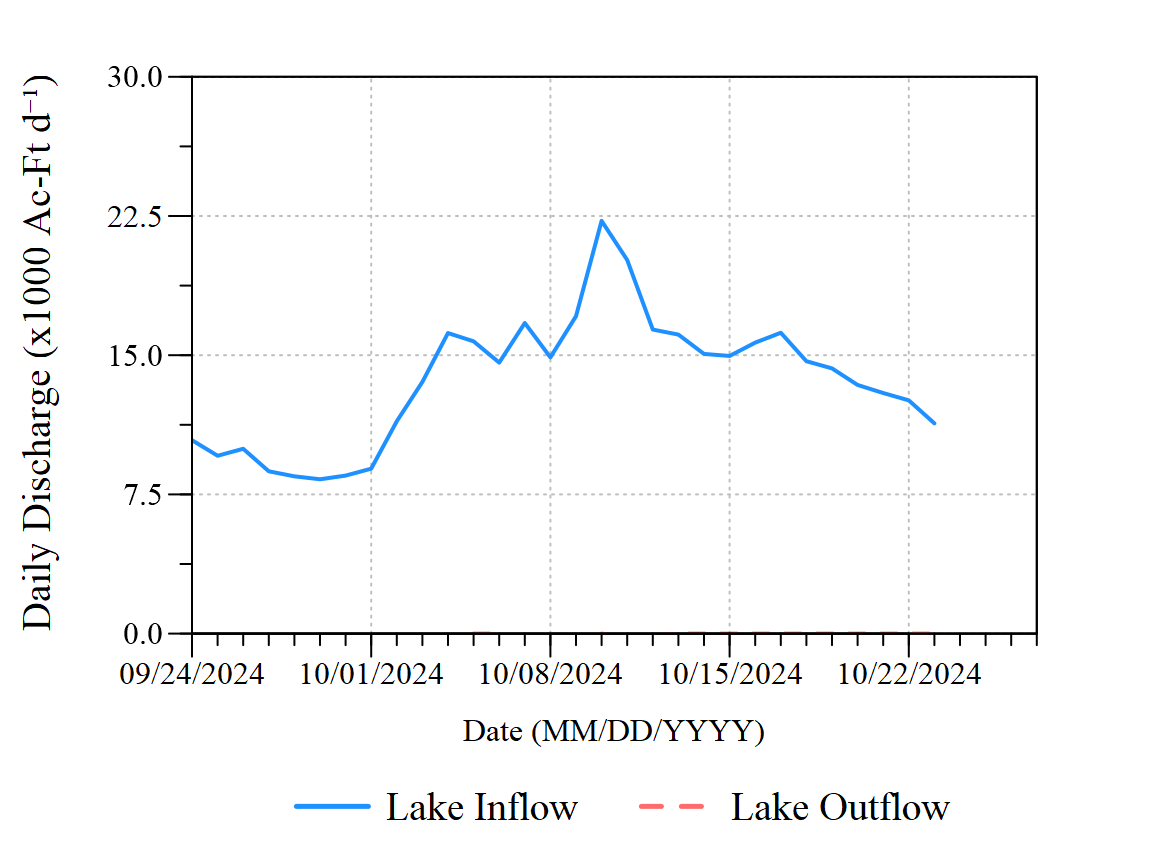 Daily Discharge (x1000 Ac-Ft d⁻¹)
30.0
22.5
15.0
7.5
0.0
09/24/2024 10/01/2024 10/08/2024 10/15/2024 10/22/2024
Date (MM/DD/YYYY)
Lake Inflow Lake Outflow